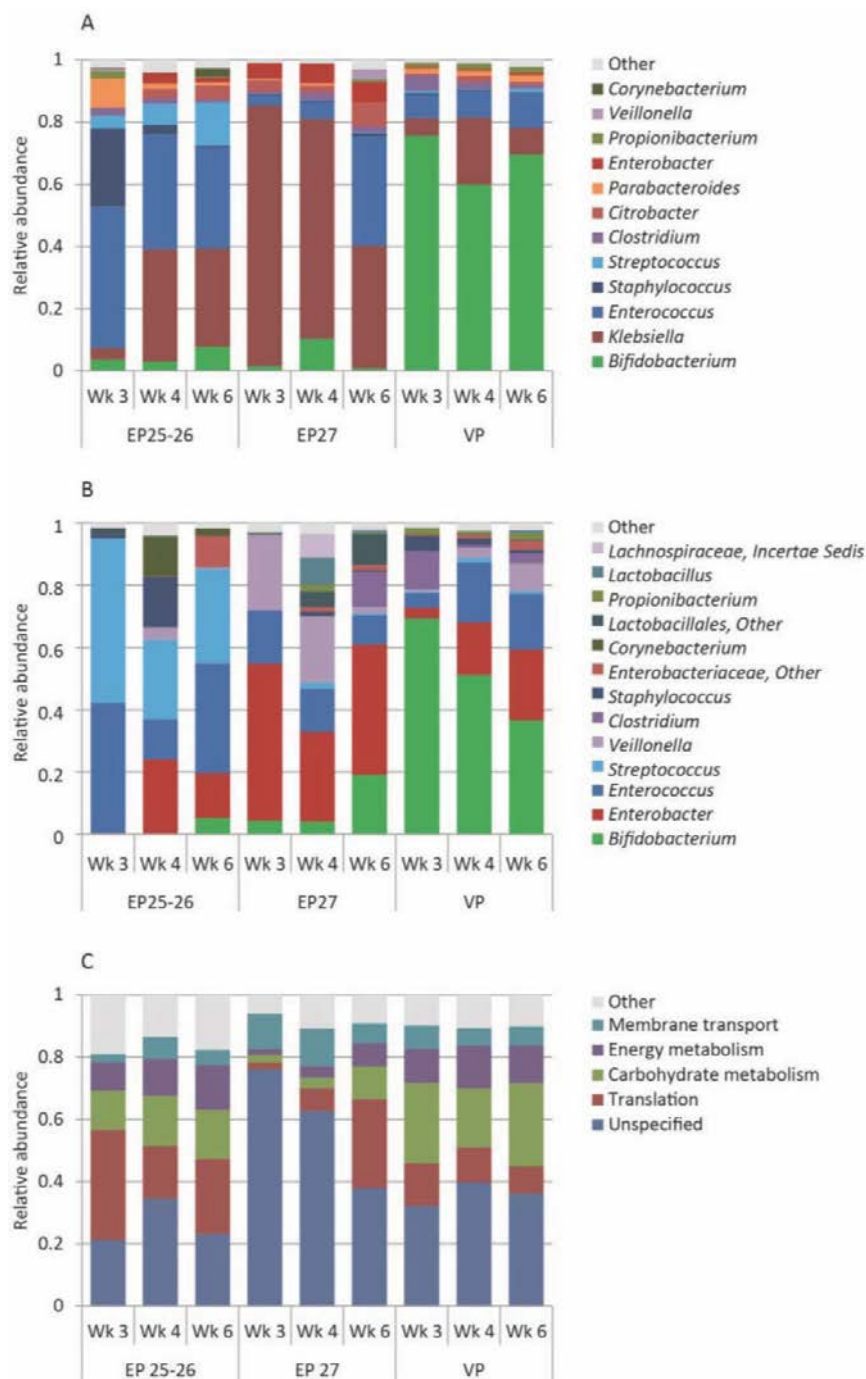 A
Relative abundance
1
0.8
0.6
0.4
0.2
0
Wk 3 Wk 4 Wk 6 Wk 3 Wk 4 Wk 6 Wk 3 Wk 4 Wk 6
EP25-26 EP27 VP
Other
Corynebacterium
Veillonella
Propionibacterium
Enterobacter
Parabacteroides
Citrobacter
Clostridium
Streptococcus
Staphylococcus
Enterococcus
Klebsiella
Bifidobacterium
B
Relative abundance
1
0.8
0.6
0.4
0.2
0
Wk 3 Wk 4 Wk 6 Wk 3 Wk 4 Wk 6 Wk 3 Wk 4 Wk 6
EP25-26 EP27 VP
Other
Lachnospiraceae, Incertae Sedis
Lactobacillus
Propionibacterium
Lactobacillales, Other
Corynebacterium
Enterobacteriaceae, Other
Staphylococcus
Clostridium
Veillonella
Streptococcus
Enterococcus
Enterobacter
Bifidobacterium
C
Relative abundance
1
0.8
0.6
0.4
0.2
0
Wk 3 Wk 4 Wk 6 Wk 3 Wk 4 Wk 6 Wk 3 Wk 4 Wk 6
EP 25-26 EP 27 VP
Other
Membrane transport
Energy metabolism
Carbohydrate metabolism
Translation
Unspecified